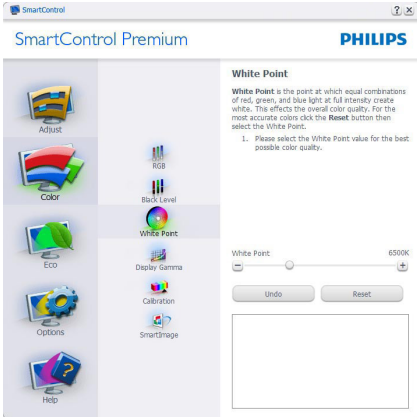 SmartControl
SmartControl Premium
PHILIPS
Adjust
Color
Eco
Options
Help
RGB
Black Level
White Point
Display Gamma
Calibration
SmartImage
White Point
White Point is the point at which equal combinations
of red, green, and blue light at full intensity create
white. This effects the overall color quality. For the
most accurate colors click the Reset button then
select the White Point.
1. Please select the White Point value for the best
possible color quality.
White Point 6500K
Undo Reset